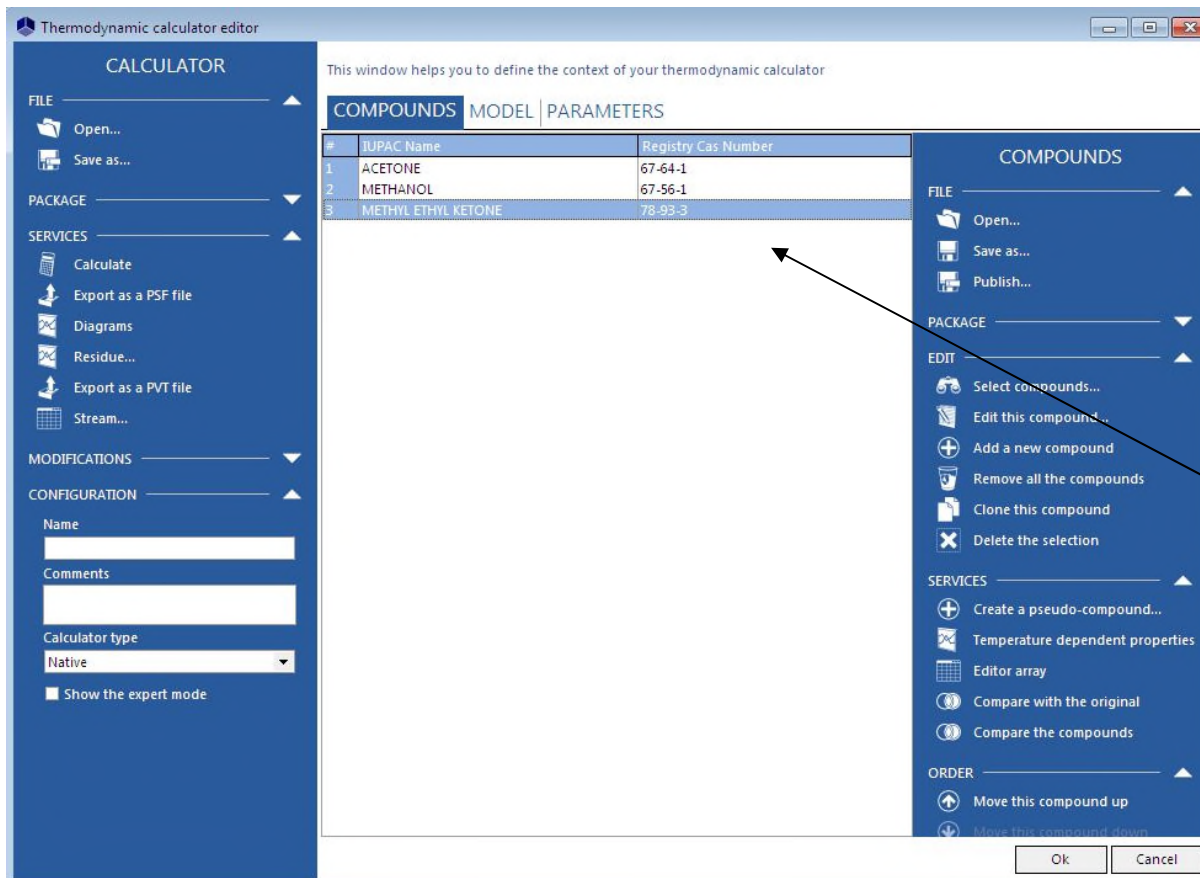 Thermodynamic calculator editor
CALCULATOR
FILE
Open...
Save as...
PACKAGE
SERVICES
Calculate
Export as a PSF file
Diagrams
Residue...
Export as a PVT file
Stream...
MODIFICATIONS
CONFIGURATION
Name
Comments
Calculator type
Native
Show the expert mode
This window helps you to define the context of your thermodynamic calculator
COMPOUNDS MODEL PARAMETERS
# IUPAC Name Registry Cas Number
1 ACETONE 67-64-1
2 METHANOL 67-56-1
3 METHYL ETHYL KETONE 78-93-3
COMPOUNDS
FILE
Open...
Save as...
Publish...
PACKAGE
EDIT
Select compounds...
Edit this compound...
Add a new compound
Remove all the compounds
Clone this compound
Delete the selection
SERVICES
Create a pseudo-compound...
Temperature dependent properties
Editor array
Compare with the original
Compare the compounds
ORDER
Move this compound up
Move this compound down
Ok Cancel